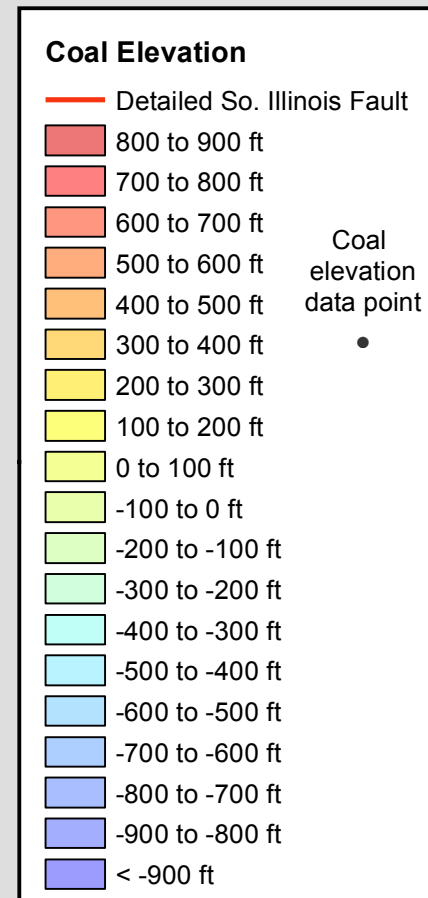 Coal Elevation
Detailed So. Illinois Fault
800 to 900 ft
700 to 800 ft
600 to 700 ft
500 to 600 ft
400 to 500 ft
300 to 400 ft
200 to 300 ft
100 to 200 ft
0 to 100 ft
-100 to 0 ft
-200 to -100 ft
-300 to -200 ft
-400 to -300 ft
-500 to -400 ft
-600 to -500 ft
-700 to -600 ft
-800 to -700 ft
-900 to -800 ft
< -900 ft
Coal
elevation
data point